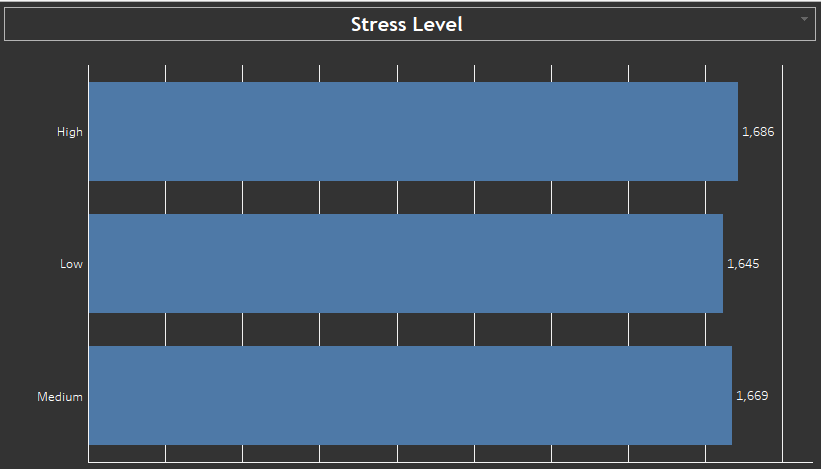 Stress Level
High 1,686
Low 1,645
Medium 1,669